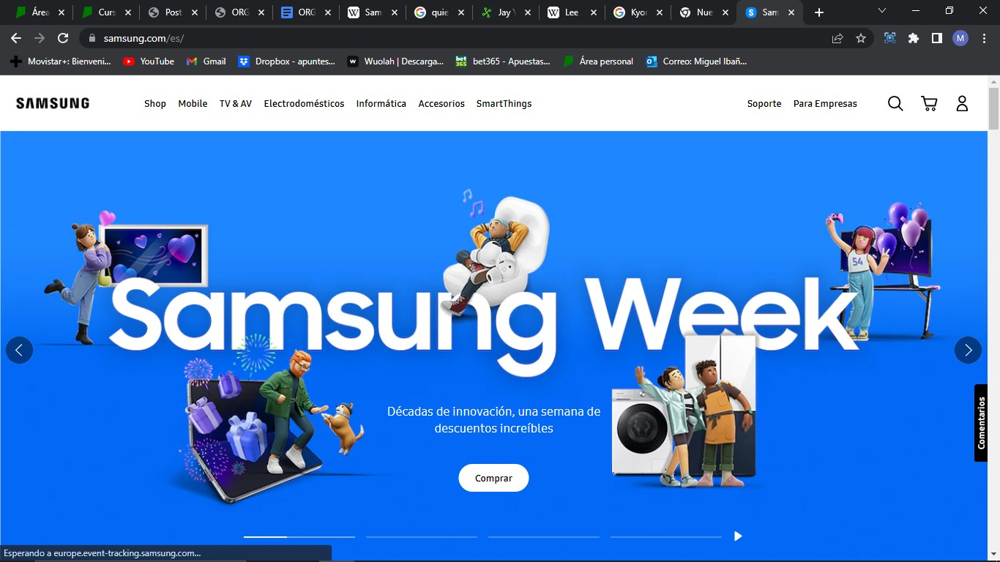 Área
Curs
Post
ORG
ORG
Sam
quie
Jay Y
Lee
Kyo
Nue
Sam
samsung.com/es/
M
Movistar+: Bienveni...
YouTube
Gmail
Dropbox - apuntes...
Wuolah | Descarga...
bet365 - Apuestas...
Área personal
Correo: Miguel Ibañ...
SAMSUNG
Shop
Mobile
TV & AV
Electrodomésticos
Informática
Accesorios
SmartThings
Soporte
Para Empresas
54
Samsung Week
Décadas de innovación, una semana de
descuentos increíbles
Comprar
Comentarios
Esperando a europe.event-tracking.samsung.com...